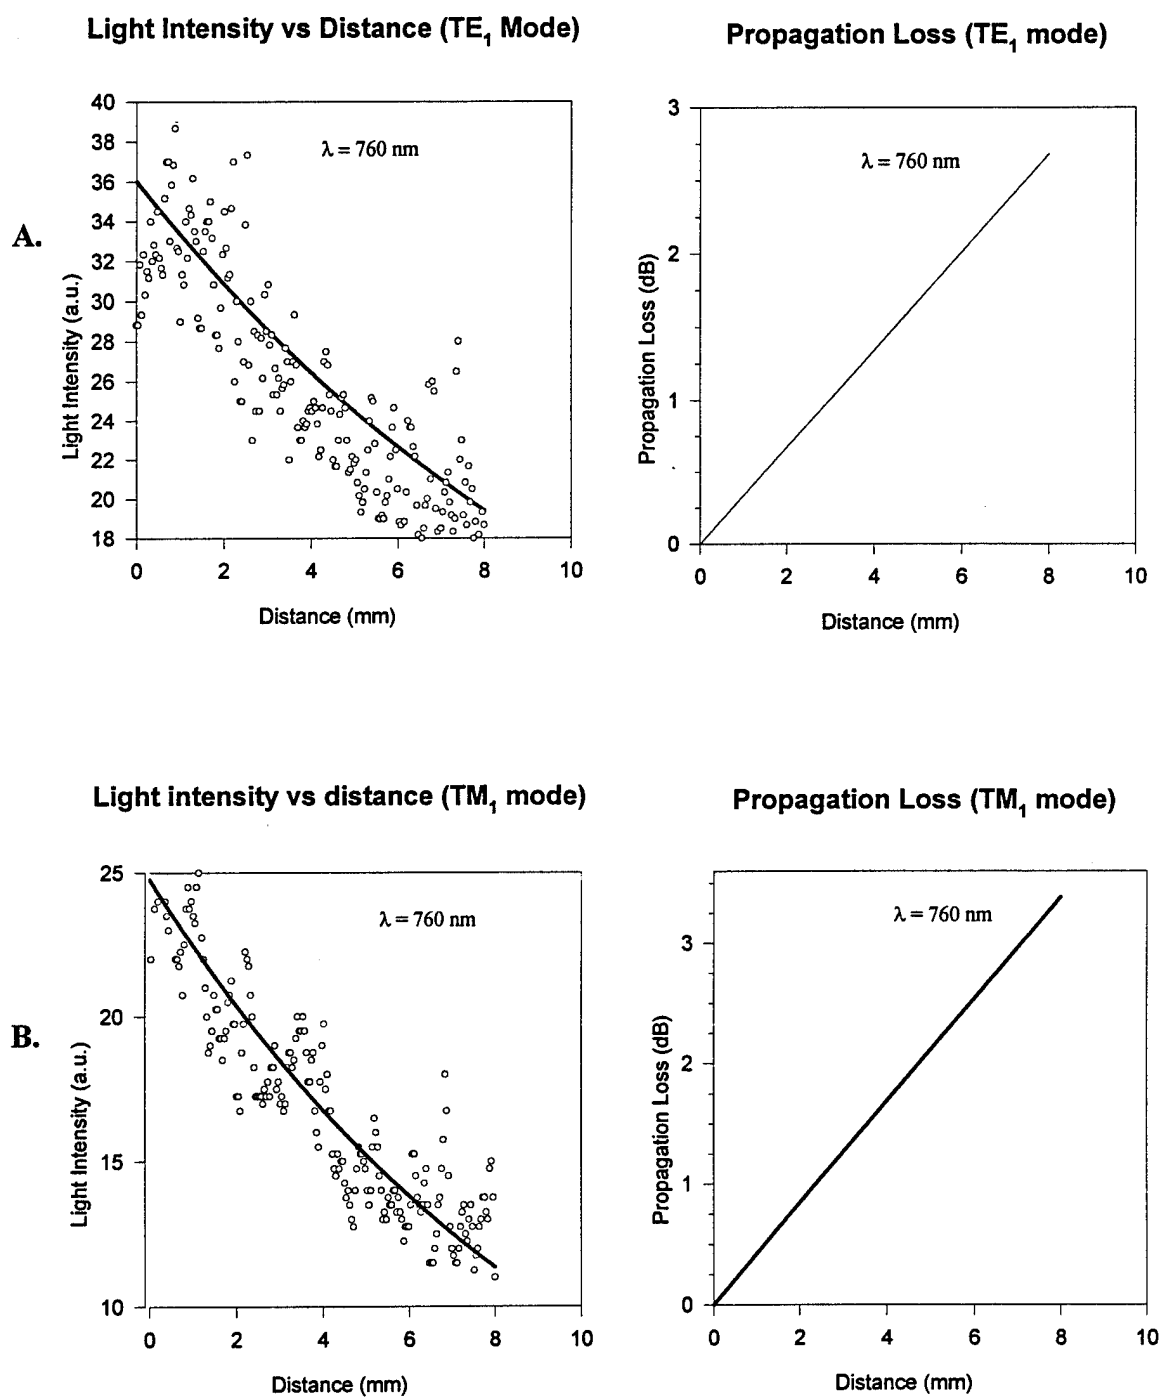 Light Intensity vs Distance (TE₁ Mode)
Propagation Loss (TE₁ mode)
A.
Light Intensity (a.u.)
40
38
36
34
32
30
28
26
24
22
20
18
λ = 760 nm
0 2 4 6 8 10
Distance (mm)
Propagation Loss (dB)
3
2
1
0
λ = 760 nm
0 2 4 6 8 10
Distance (mm)
Light intensity vs distance (TM₁ mode)
Propagation Loss (TM₁ mode)
B.
Light Intensity (a.u.)
25
20
15
10
λ = 760 nm
0 2 4 6 8 10
Distance (mm)
Propagation Loss (dB)
3
2
1
0
λ = 760 nm
0 2 4 6 8 10
Distance (mm)